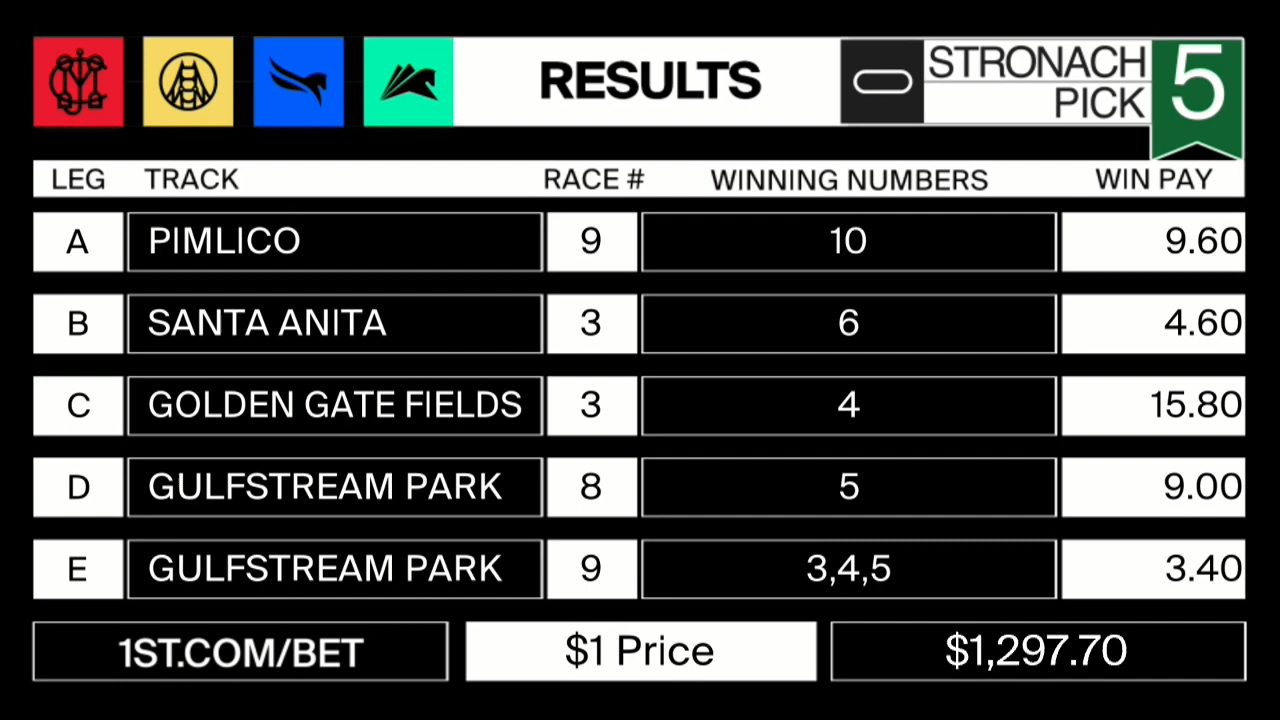 RESULTS
STRONACH
PICK
5
LEG TRACK RACE # WINNING NUMBERS WIN PAY
A PIMLICO 9 10 9.60
B SANTA ANITA 3 6 4.60
C GOLDEN GATE FIELDS 3 4 15.80
D GULFSTREAM PARK 8 5 9.00
E GULFSTREAM PARK 9 3,4,5 3.40
1ST.COM/BET $1 Price $1,297.70